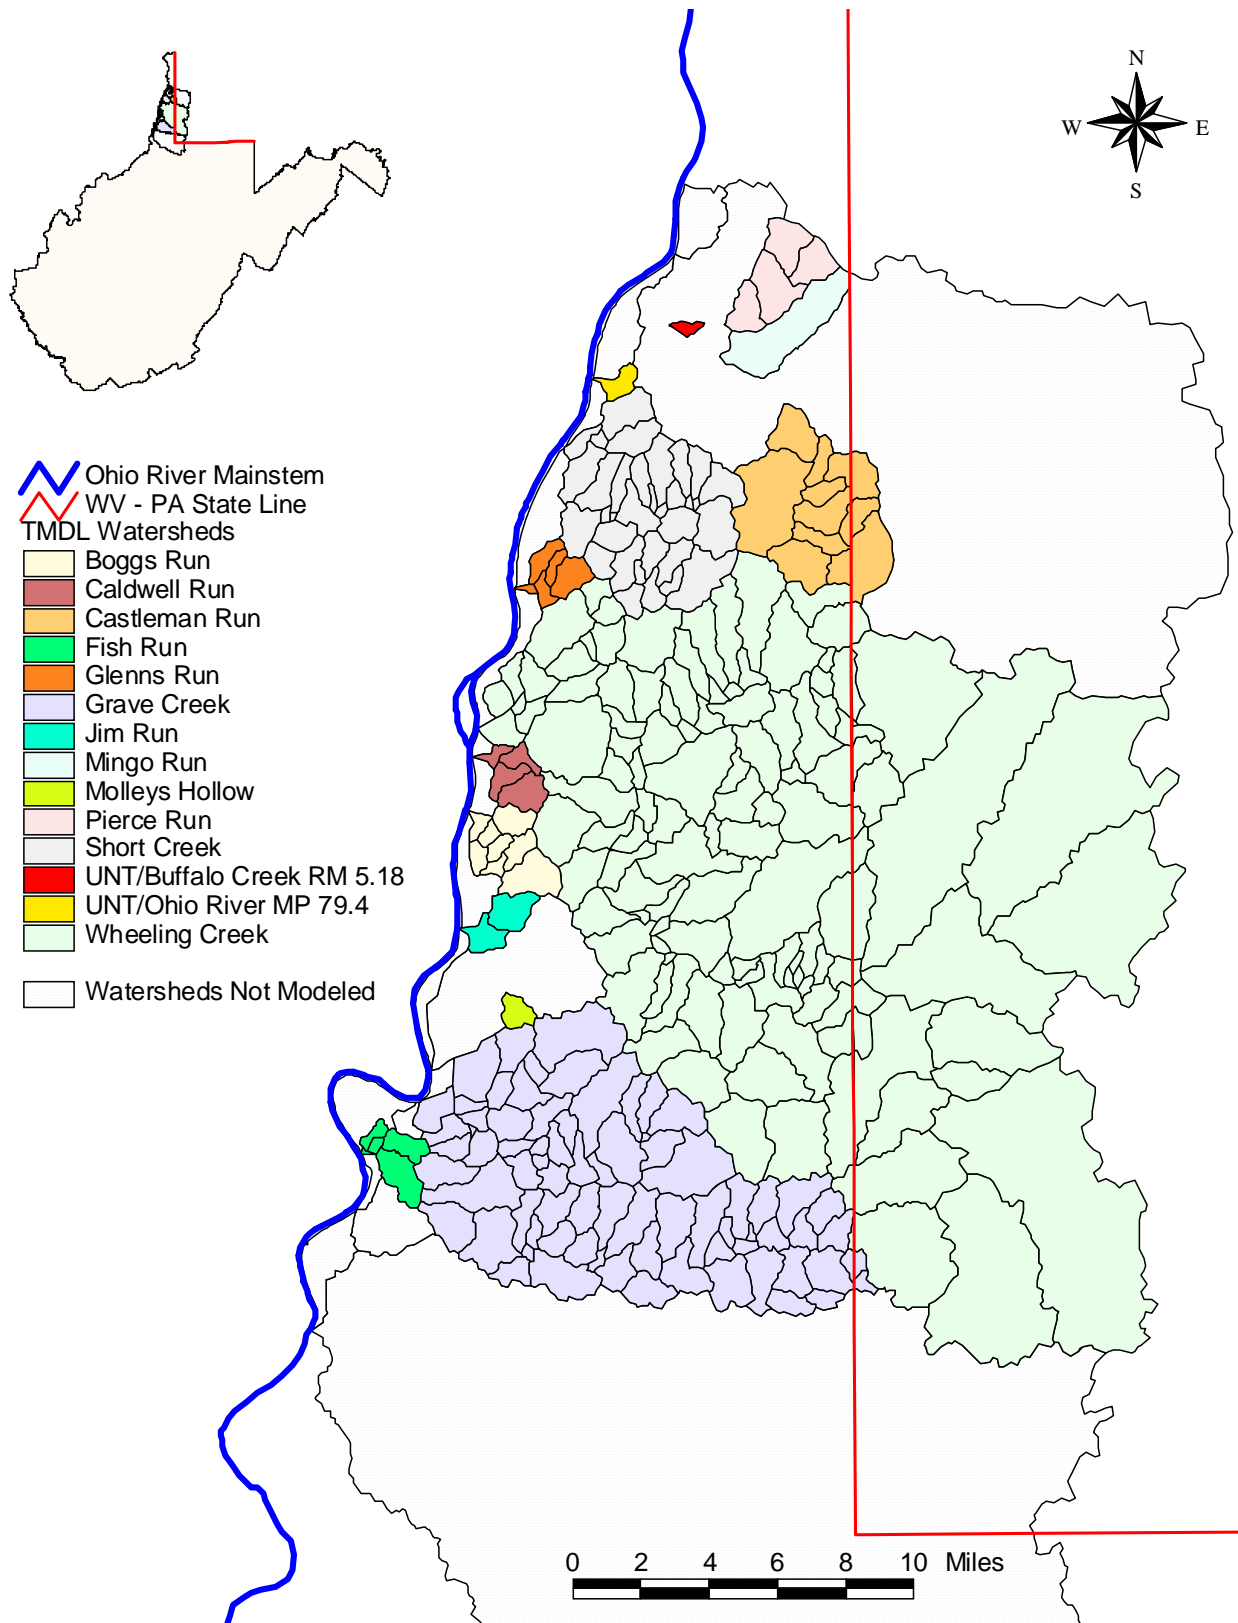 N
W E
S
Ohio River Mainstem
WV - PA State Line
TMDL Watersheds
Boggs Run
Caldwell Run
Castleman Run
Fish Run
Glenns Run
Grave Creek
Jim Run
Mingo Run
Molleys Hollow
Pierce Run
Short Creek
UNT/Buffalo Creek RM 5.18
UNT/Ohio River MP 79.4
Wheeling Creek
Watersheds Not Modeled
0 2 4 6 8 10 Miles